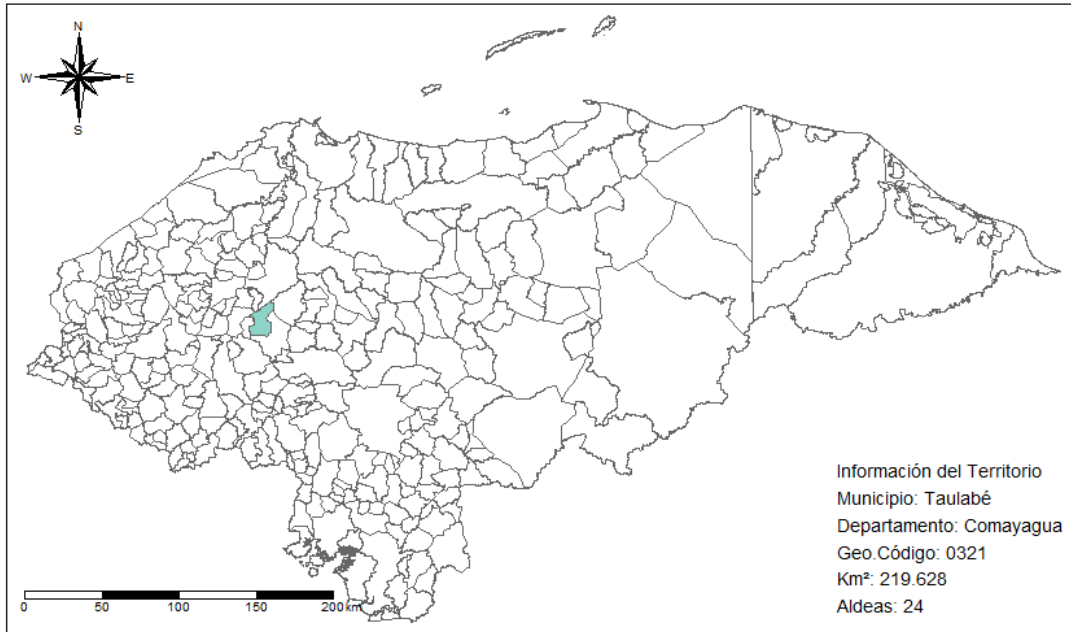 N
W E
S
Información del Territorio
Municipio: Taulabé
Departamento: Comayagua
Geo.Código: 0321
Km²: 219.628
Aldeas: 24
0 50 100 150 200 km